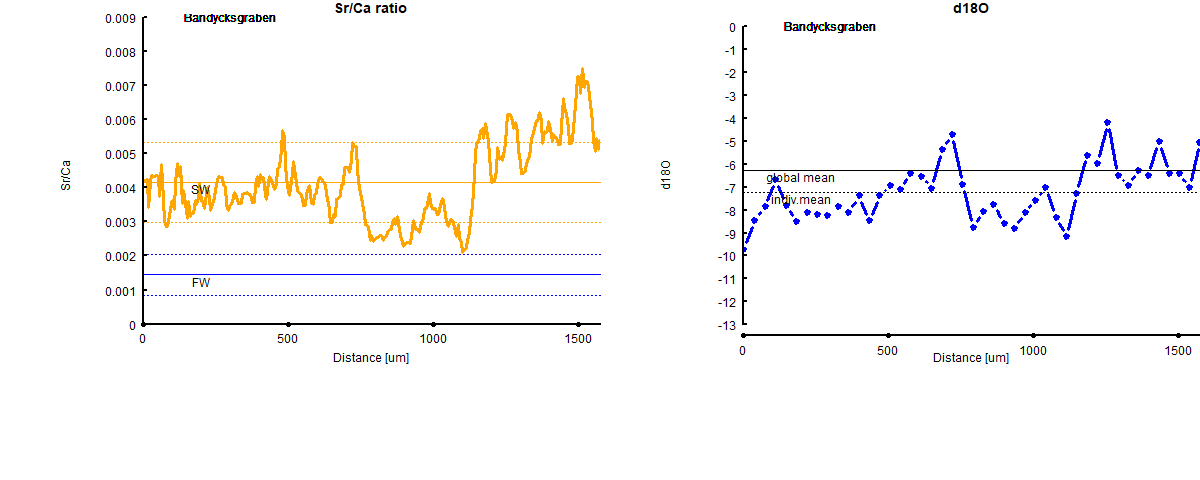 Sr/Ca ratio
Bandycksgraben
0.009
0.008
0.007
0.006
0.005
0.004
0.003
0.002
0.001
0
Sr/Ca
SW
FW
0
500
1000
1500
Distance [um]
d18O
Bandycksgraben
0
-1
-2
-3
-4
-5
-6
-7
-8
-9
-10
-11
-12
-13
d18O
global mean
indiv.mean
0
500
1000
1500
Distance [um]